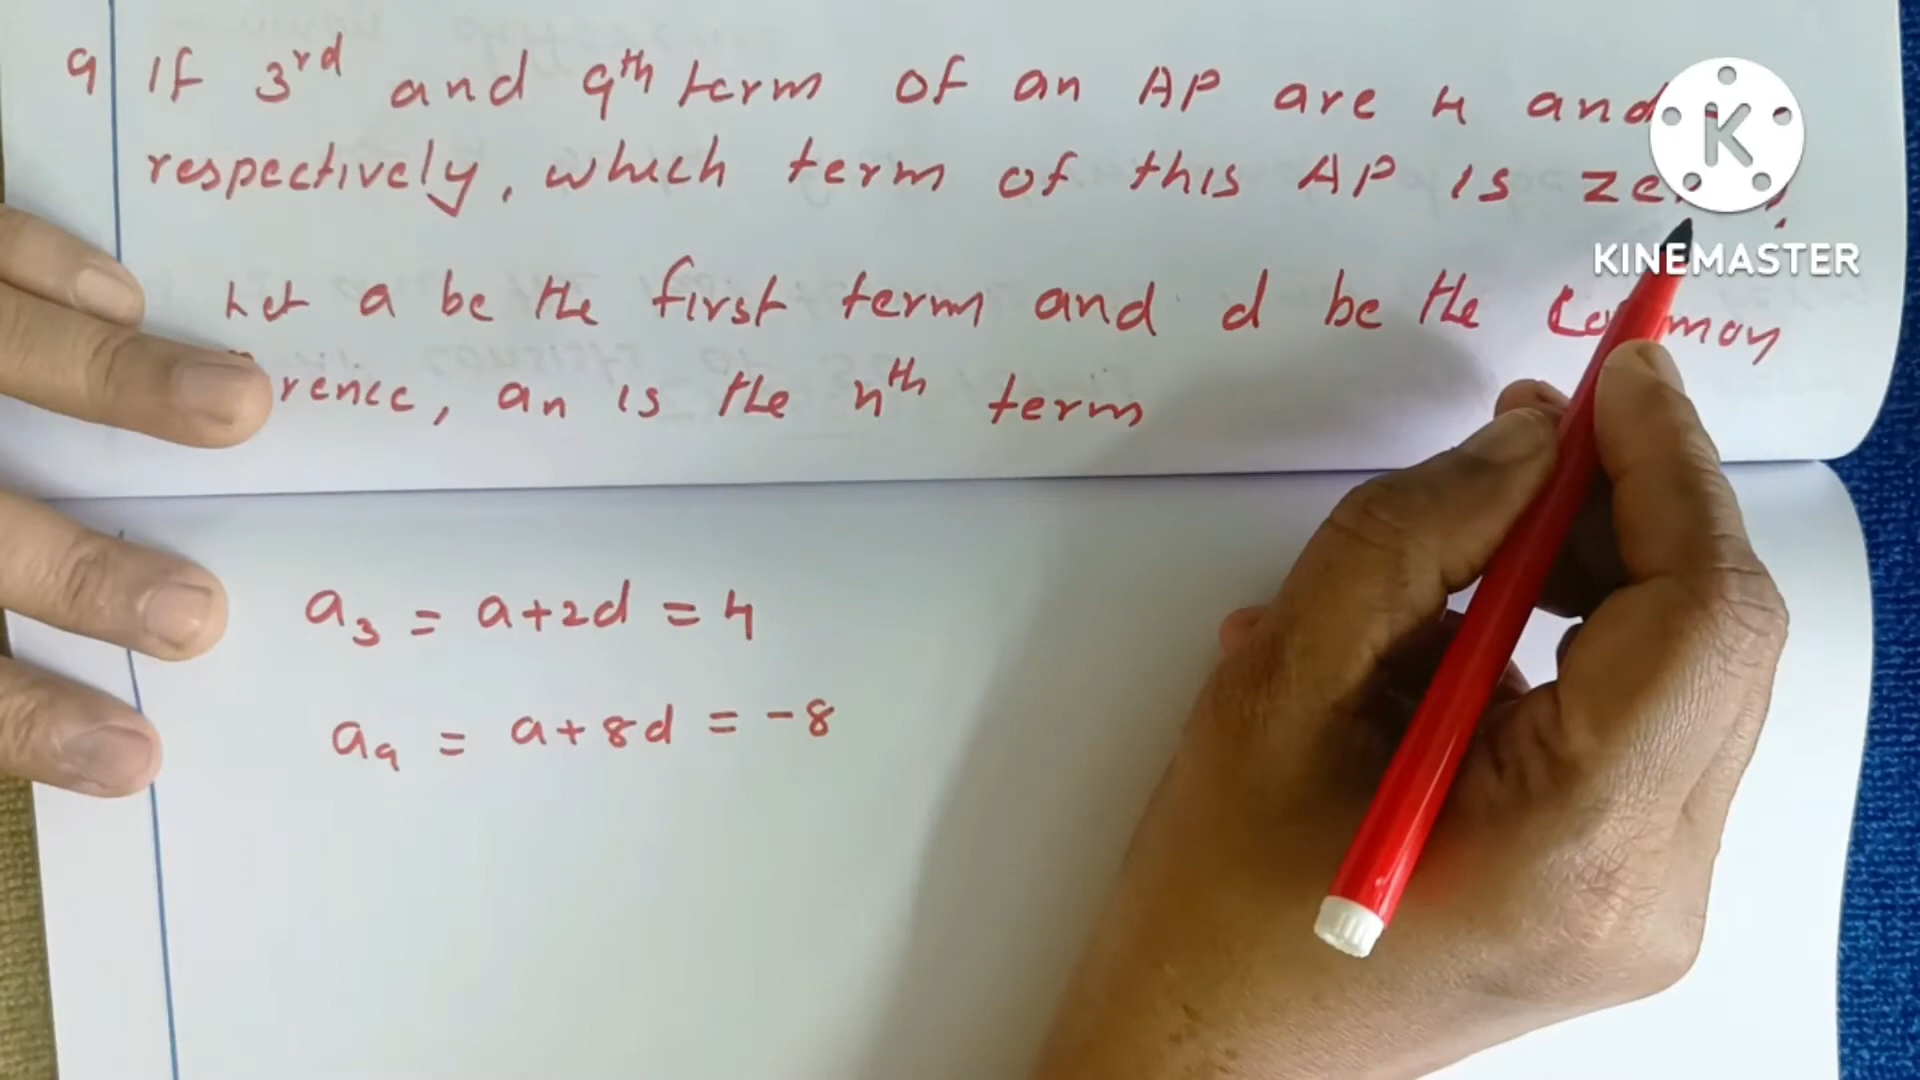 9 If 3rd and 9th term of an AP are 4 and
respectively, which term of this AP is
K
KINEMASTER
Let a be the first term and d be the Common
an is the nth term
a3 = a+2d = 4
a9 = a+8d = -8